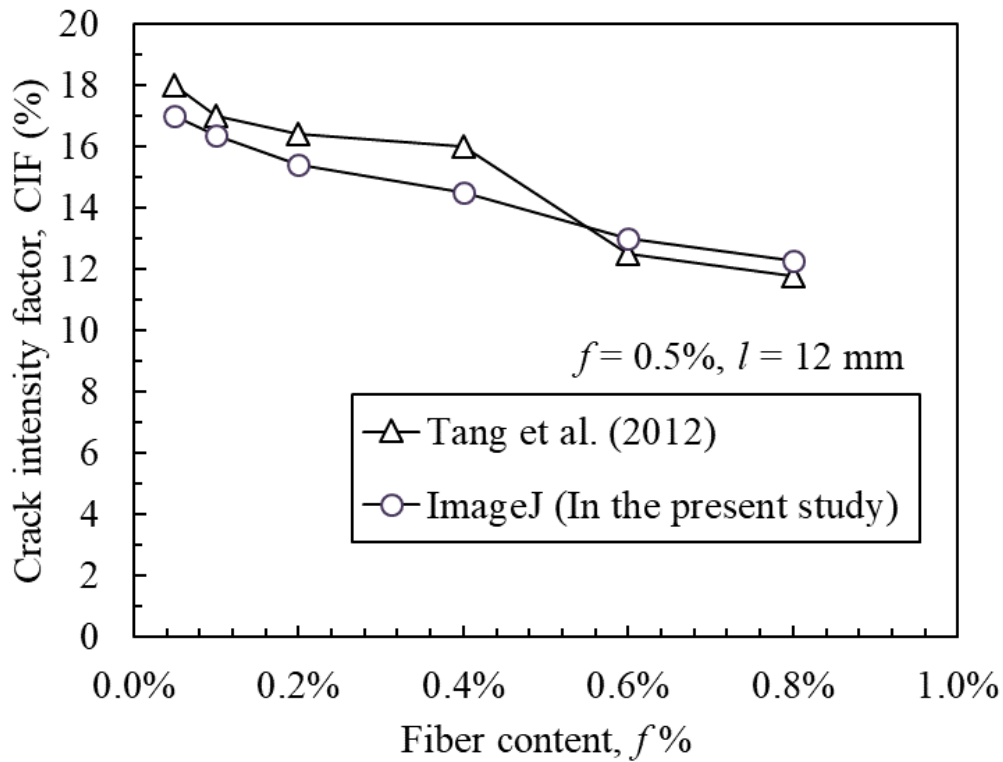 20
18
16
14
12
10
8
6
4
2
0
Crack intensity factor, CIF (%)
f = 0.5%, l = 12 mm
Tang et al. (2012)
ImageJ (In the present study)
0.0% 0.2% 0.4% 0.6% 0.8% 1.0%
Fiber content, f %